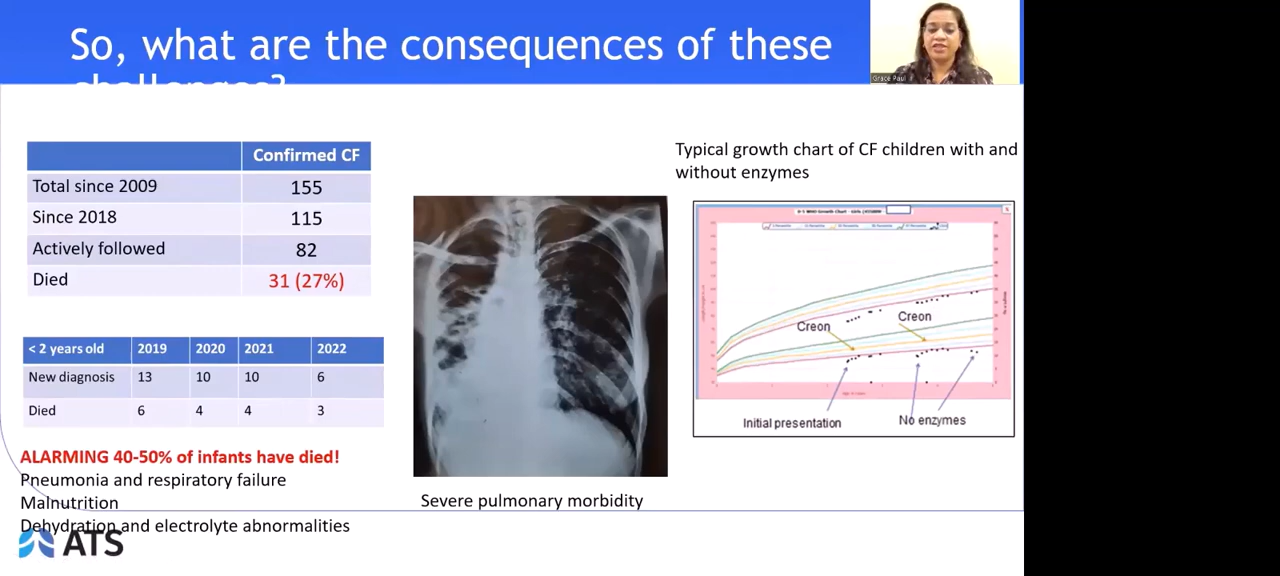 So, what are the consequences of these
challenges?
Grace Paul
Confirmed CF
Total since 2009 155
Since 2018 115
Actively followed 82
Died 31 (27%)
< 2 years old 2019 2020 2021 2022
New diagnosis 13 10 10 6
Died 6 4 4 3
ALARMING 40-50% of infants have died!
Pneumonia and respiratory failure
Malnutrition
Dehydration and electrolyte abnormalities
ATS
Severe pulmonary morbidity
Typical growth chart of CF children with and
without enzymes
Creon
Creon
Initial presentation
No enzymes